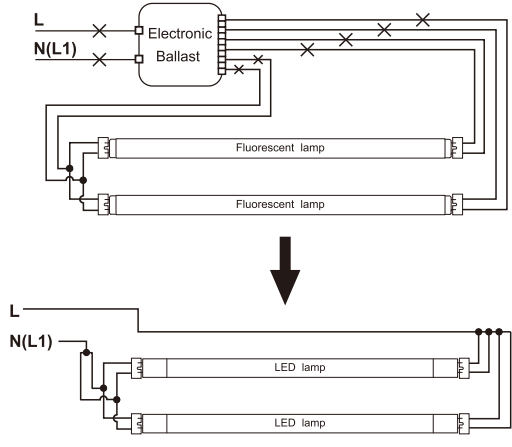 L
N(L1)
Electronic
Ballast
Fluorescent lamp
Fluorescent lamp
L
N(L1)
LED lamp
LED lamp